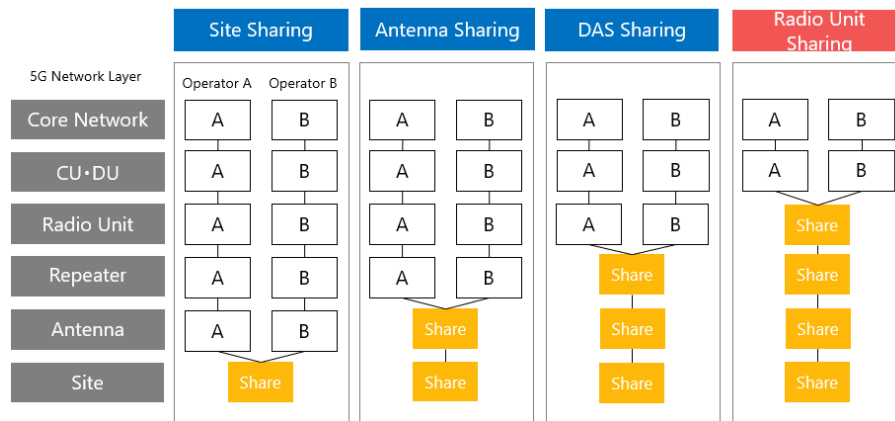 Site Sharing
Antenna Sharing
DAS Sharing
Radio Unit
Sharing
5G Network Layer
Operator A
Operator B
Core Network
A
B
A
B
A
B
A
B
CU・DU
A
B
A
B
A
B
A
B
Radio Unit
A
B
A
B
A
B
Share
Repeater
A
B
A
B
Share
Share
Antenna
A
B
Share
Share
Share
Site
Share
Share
Share
Share